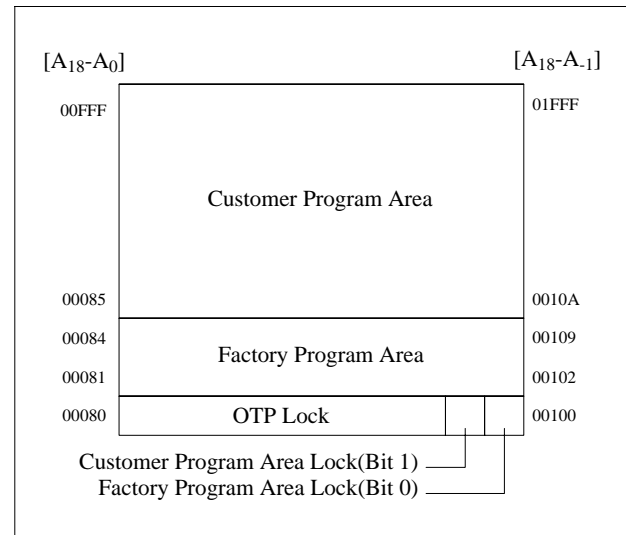 [A18-A0] [A18-A-1]
00FFF 01FFF
Customer Program Area
00085 0010A
00084 00109
Factory Program Area
00081 00102
00080 OTP Lock 00100
Customer Program Area Lock(Bit 1)
Factory Program Area Lock(Bit 0)